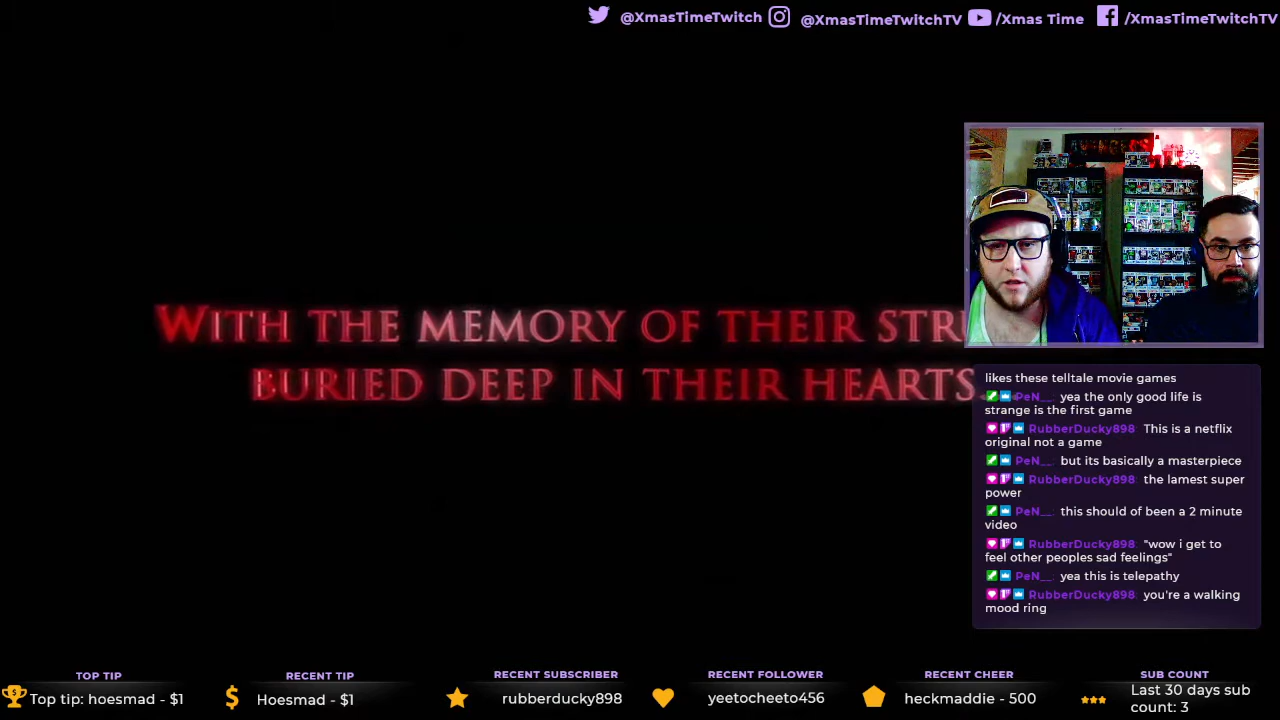 @XmasTimeTwitch @XmasTimeTwitchTV /Xmas Time /XmasTimeTwitchTV
WITH THE MEMORY OF THEIR STRU
BURIED DEEP IN THEIR HEARTS
likes these telltale movie games
PeN__: yea the only good life is
strange is the first game
RubberDucky898: This is a netflix
original not a game
PeN__: but its basically a masterpiece
RubberDucky898: the lamest super
power
PeN__: this should of been a 2 minute
video
RubberDucky898: "wow i get to
feel other peoples sad feelings"
PeN__: yea this is telepathy
RubberDucky898: you're a walking
mood ring
TOP TIP
Top tip: hoesmad - $1
RECENT TIP
Hoesmad - $1
RECENT SUBSCRIBER
rubberducky898
RECENT FOLLOWER
yeetocheeto456
RECENT CHEER
heckmaddie - 500
SUB COUNT
Last 30 days sub
count: 3